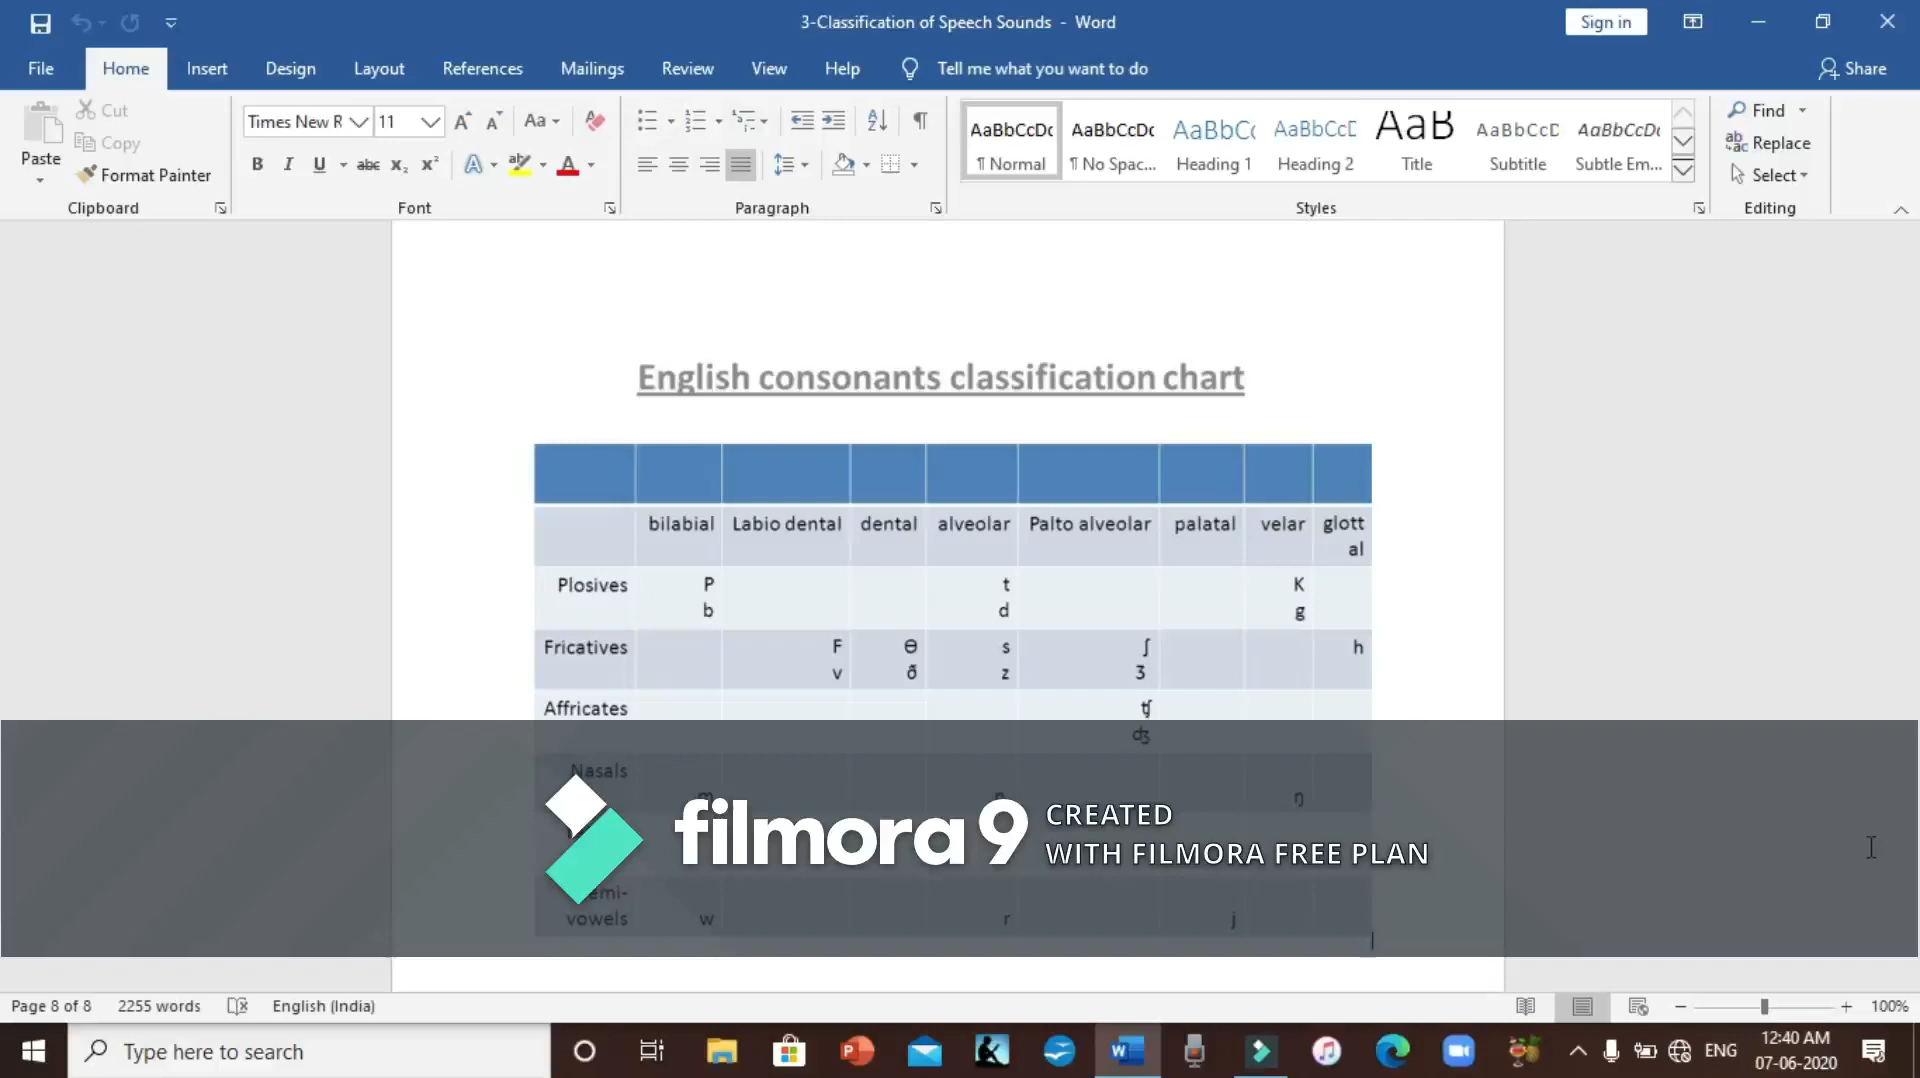 3-Classification of Speech Sounds - Word
Sign in
File Home Insert Design Layout References Mailings Review View Help Tell me what you want to do Share
Paste
Cut
Copy
Format Painter
Clipboard
Times New R 11
Font
Paragraph
AaBbCcDc AaBbCcDc AaBbC( AaBbCcE AaB AaBbCcD AaBbCcDc
¶ Normal ¶ No Spac... Heading 1 Heading 2 Title Subtitle Subtle Em...
Styles
Find
Replace
Select
Editing
English consonants classification chart
bilabial Labio dental dental alveolar Palto alveolar palatal velar glott
al
Plosives P t K
b d g
Fricatives F Ө s ʃ h
v ð z ʒ
Affricates ʧ
ʤ
Nasals
m n ŋ
filmora9 CREATED
WITH FILMORA FREE PLAN
vowels w r j
Page 8 of 8 2255 words English (India) 100%
Type here to search
ENG
12:40 AM
07-06-2020